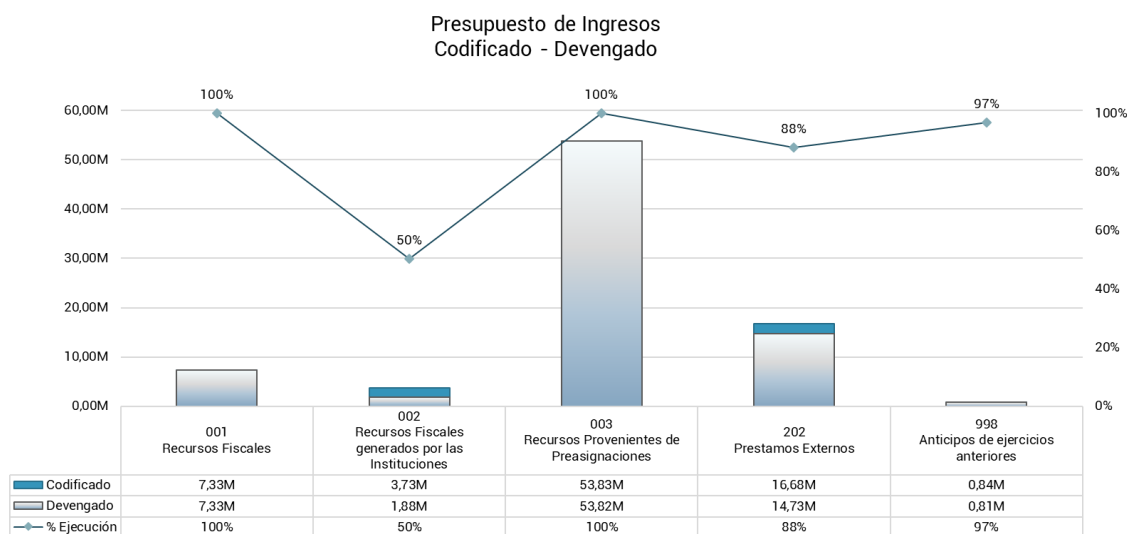 Presupuesto de Ingresos
Codificado - Devengado
100%
100%
97%
88%
50%
60,00M
50,00M
40,00M
30,00M
20,00M
10,00M
0,00M
100%
80%
60%
40%
20%
0%
001
Recursos Fiscales
002
Recursos Fiscales
generados por las
Instituciones
003
Recursos Provenientes de
Preasignaciones
202
Prestamos Externos
998
Anticipos de ejercicios
anteriores
Codificado 7,33M 3,73M 53,83M 16,68M 0,84M
Devengado 7,33M 1,88M 53,82M 14,73M 0,81M
% Ejecución 100% 50% 100% 88% 97%